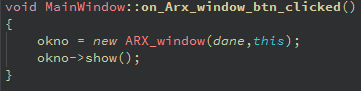 void MainWindow::on_Arx_window_btn_clicked()
{
    okno = new ARX_window(dane,this);
    okno->show();
}